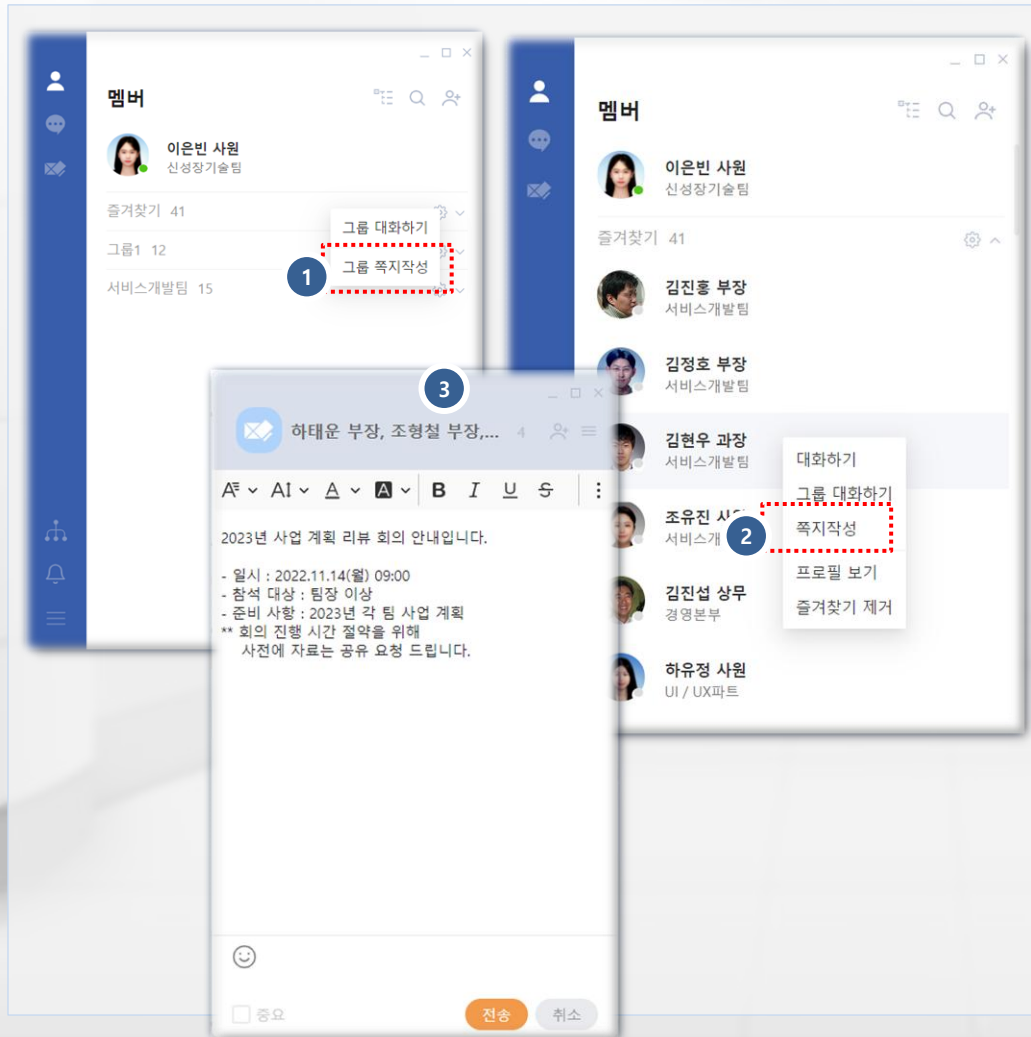 멤버
이은빈 사원
신성장기술팀
즐겨찾기 41
그룹1 12
서비스개발팀 15
그룹 대화하기
그룹 쪽지작성
1
멤버
이은빈 사원
신성장기술팀
즐겨찾기 41
김진홍 부장
서비스개발팀
김정호 부장
서비스개발팀
김현우 과장
서비스개발팀
조유진
서비스개
김진섭 상무
경영본부
하유정 사원
UI / UX파트
대화하기
그룹 대화하기
2
쪽지작성
프로필 보기
즐겨찾기 제거
3
하태운 부장, 조형철 부장,... 4
B I U S
2023년 사업 계획 리뷰 회의 안내입니다.
- 일시 : 2022.11.14(월) 09:00
- 참석 대상 : 팀장 이상
- 준비 사항 : 2023년 각 팀 사업 계획
** 회의 진행 시간 절약을 위해
사전에 자료는 공유 요청 드립니다.
중요
전송
취소